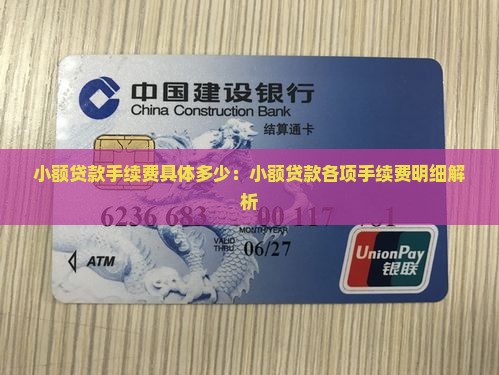 中国建设银行
China Construction Bank
结算通卡
小额贷款手续费具体多少：小额贷款各项手续费明细解
析
6236 683 00 117
MONTH/YEAR
VALID
THRU 06/27
ATM
UnionPay
银联